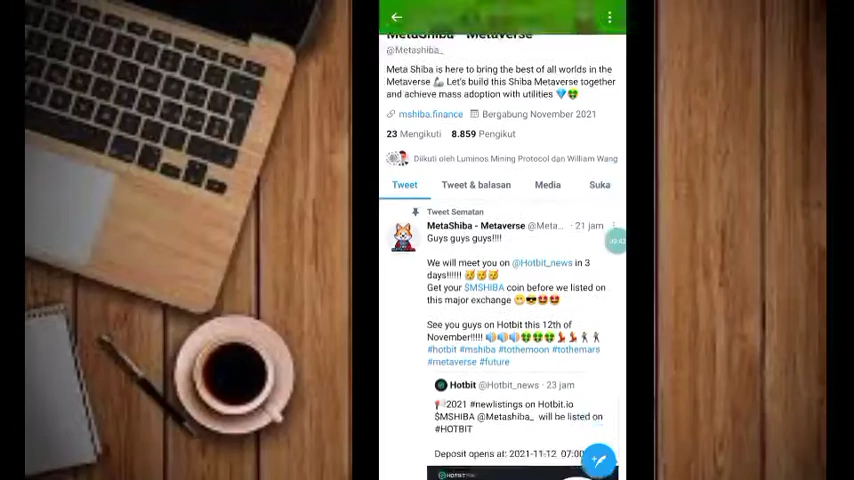 MetaShiba - Metaverse
@Metashiba_
Meta Shiba is here to bring the best of all worlds in the
Metaverse 🦾 Let's build this Shiba Metaverse together
and achieve mass adoption with utilities 💎🤑
mshiba.finance Bergabung November 2021
23 Mengikuti 8.859 Pengikut
Diikuti oleh Luminos Mining Protocol dan William Wang
Tweet Tweet & balasan Media Suka
Tweet Sematan
MetaShiba - Metaverse @Meta... · 21 jam
Guys guys guys!!!!
We will meet you on @Hotbit_news in 3
days!!!!!! 🥳🥳🥳
Get your $MSHIBA coin before we listed on
this major exchange 😁😎🤩🤩
See you guys on Hotbit this 12th of
November!!!!!
#hotbit #mshiba #tothemoon #tothemars
#metaverse #future
Hotbit @Hotbit_news · 23 jam
2021 #newlistings on Hotbit.io
$MSHIBA @Metashiba_ will be listed on
#HOTBIT
Deposit opens at: 2021-11-12 07:00
HOTBIT